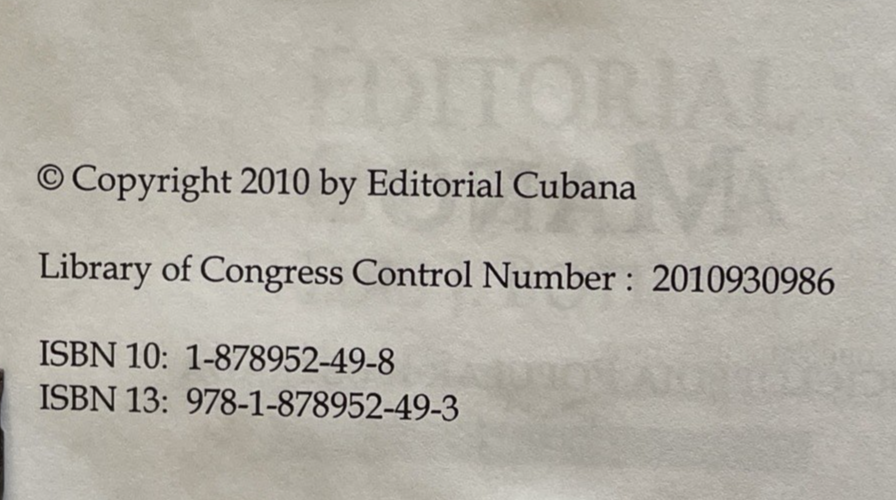 © Copyright 2010 by Editorial Cubana
Library of Congress Control Number : 2010930986
ISBN 10: 1-878952-49-8
ISBN 13: 978-1-878952-49-3